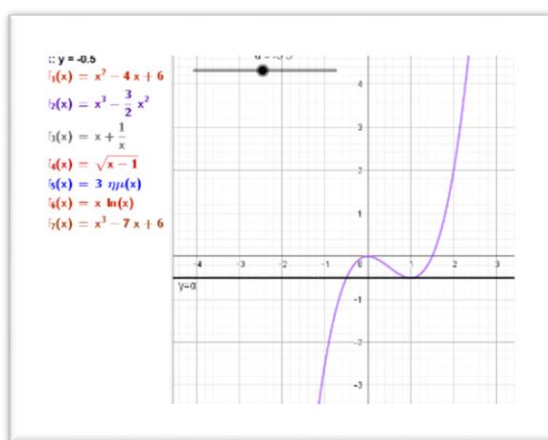 : y = -0.5
f₁(x) = x² − 4 x + 6
f₂(x) = x³ − 3/2 x²
f₃(x) = x + 1/x
f₄(x) = √(x − 1)
f₅(x) = 3 ημ(x)
f₆(x) = x ln(x)
f₇(x) = x³ − 7 x + 6
4
3
2
1
-4 -3 -2 -1 0 1 2 3
y=α
-1
-2
-3